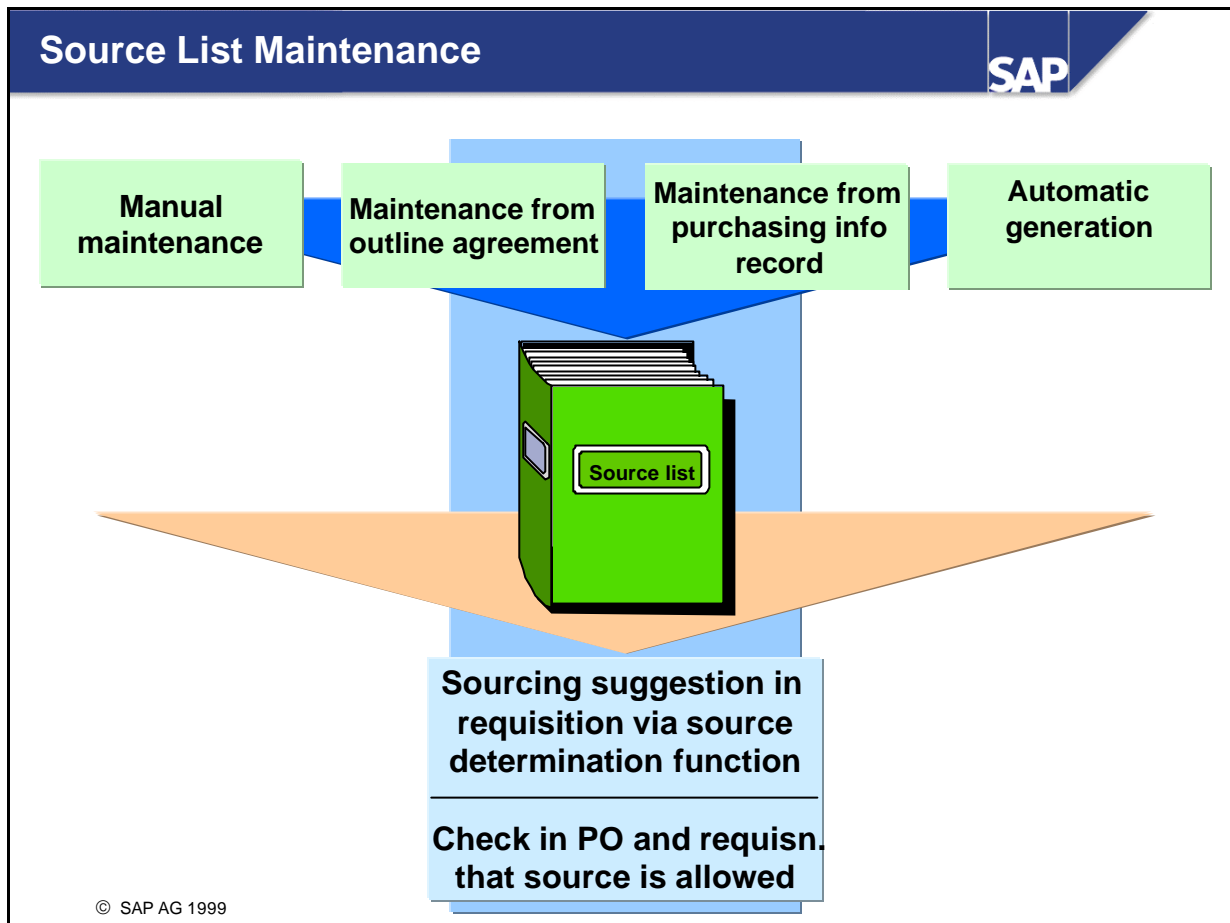 Source List Maintenance
SAP
Manual
maintenance
Maintenance from
outline agreement
Maintenance from
purchasing info
record
Automatic
generation
Source list
Sourcing suggestion in
requisition via source
determination function
Check in PO and requisn.
that source is allowed
© SAP AG 1999